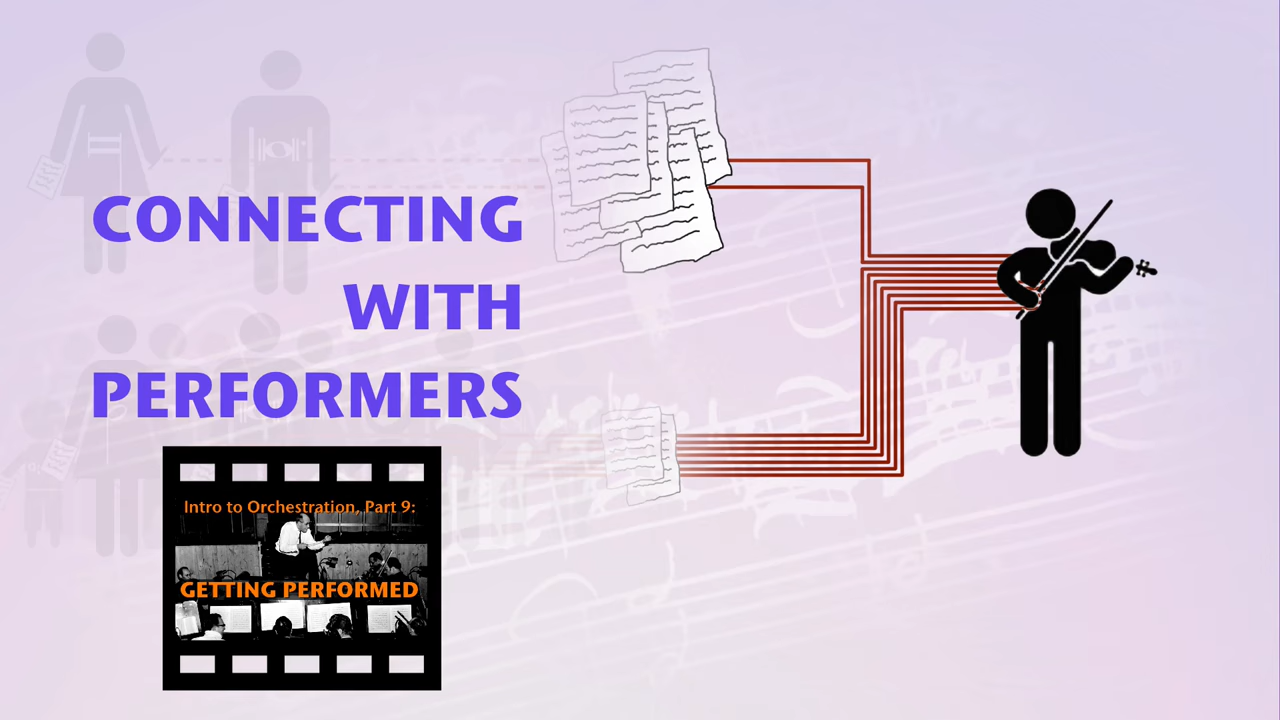 CONNECTING
WITH
PERFORMERS
Intro to Orchestration, Part 9:
GETTING PERFORMED